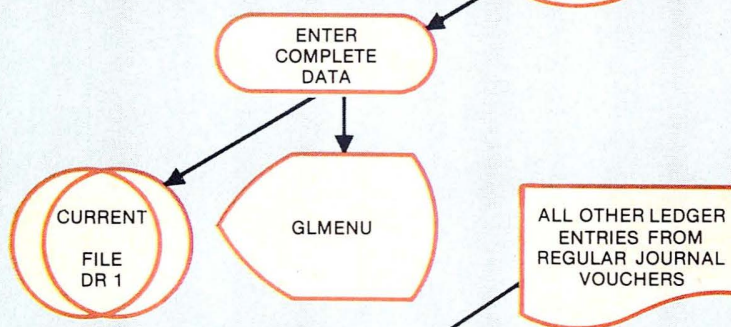 ENTER
COMPLETE
DATA
CURRENT
FILE
DR 1
GLMENU
ALL OTHER LEDGER
ENTRIES FROM
REGULAR JOURNAL
VOUCHERS